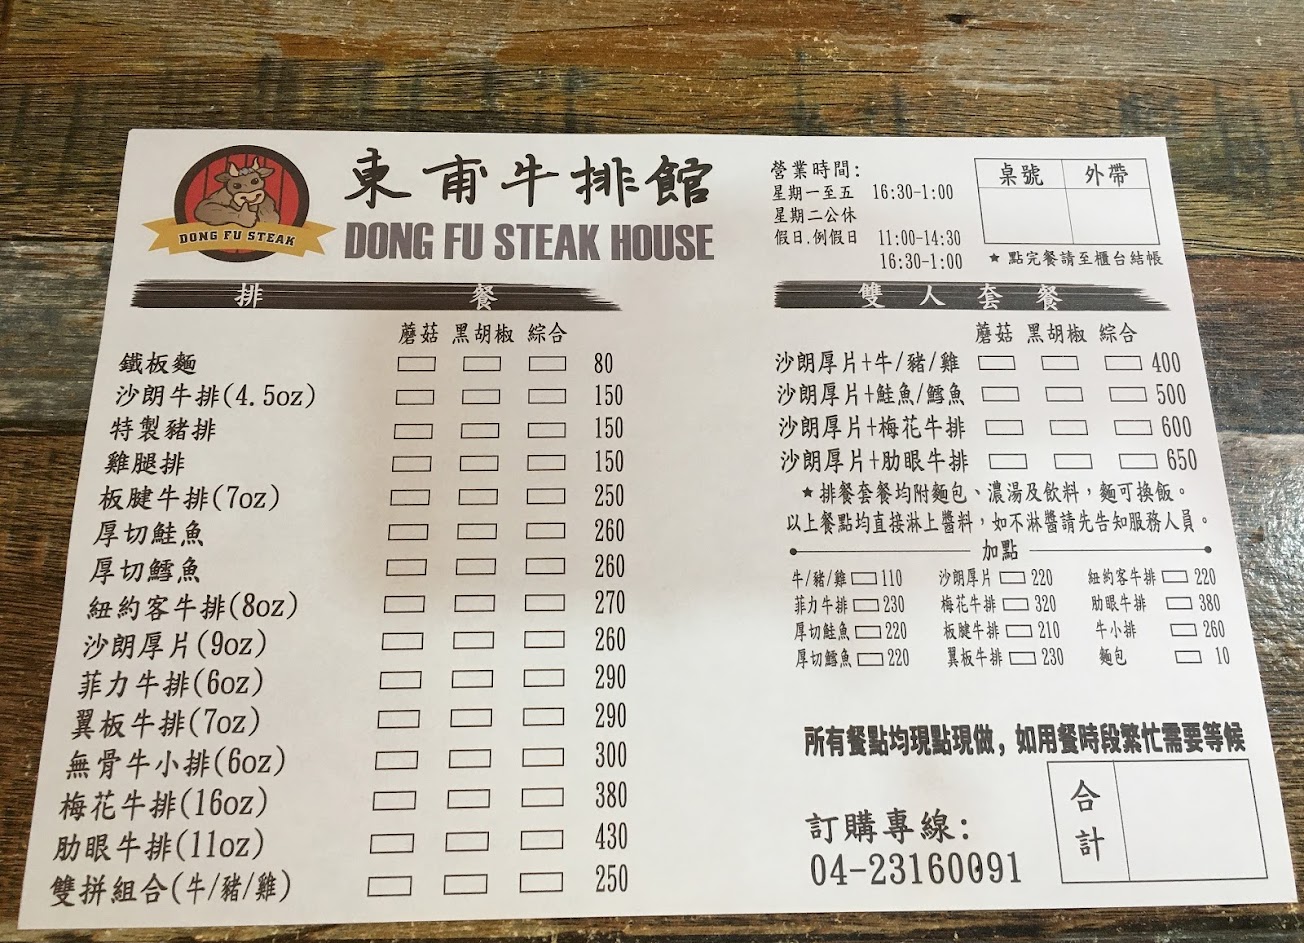 DONG FU STEAK
東甫牛排館
DONG FU STEAK HOUSE
營業時間:
星期一至五 16:30-1:00
星期二公休
假日.例假日 11:00-14:30
16:30-1:00
桌號 外帶
★ 點完餐請至櫃台結帳
排 餐
蘑菇 黑胡椒 綜合
鐵板麵 80
沙朗牛排(4.5oz) 150
特製豬排 150
雞腿排 150
板腱牛排(7oz) 250
厚切鮭魚 260
厚切鱈魚 260
紐約客牛排(8oz) 270
沙朗厚片(9oz) 260
菲力牛排(6oz) 290
翼板牛排(7oz) 290
無骨牛小排(6oz) 300
梅花牛排(16oz) 380
肋眼牛排(11oz) 430
雙拼組合(牛/豬/雞) 250
雙人套餐
蘑菇 黑胡椒 綜合
沙朗厚片+牛/豬/雞 400
沙朗厚片+鮭魚/鱈魚 500
沙朗厚片+梅花牛排 600
沙朗厚片+肋眼牛排 650
★排餐套餐均附麵包、濃湯及飲料，麵可換飯。
以上餐點均直接淋上醬料，如不淋醬請先告知服務人員。
加點
牛/豬/雞 110 沙朗厚片 220 紐約客牛排 220
菲力牛排 230 梅花牛排 320 肋眼牛排 380
厚切鮭魚 220 板腱牛排 210 牛小排 260
厚切鱈魚 220 翼板牛排 230 麵包 10
所有餐點均現點現做，如用餐時段繁忙需要等候
訂購專線:
04-23160091
合計